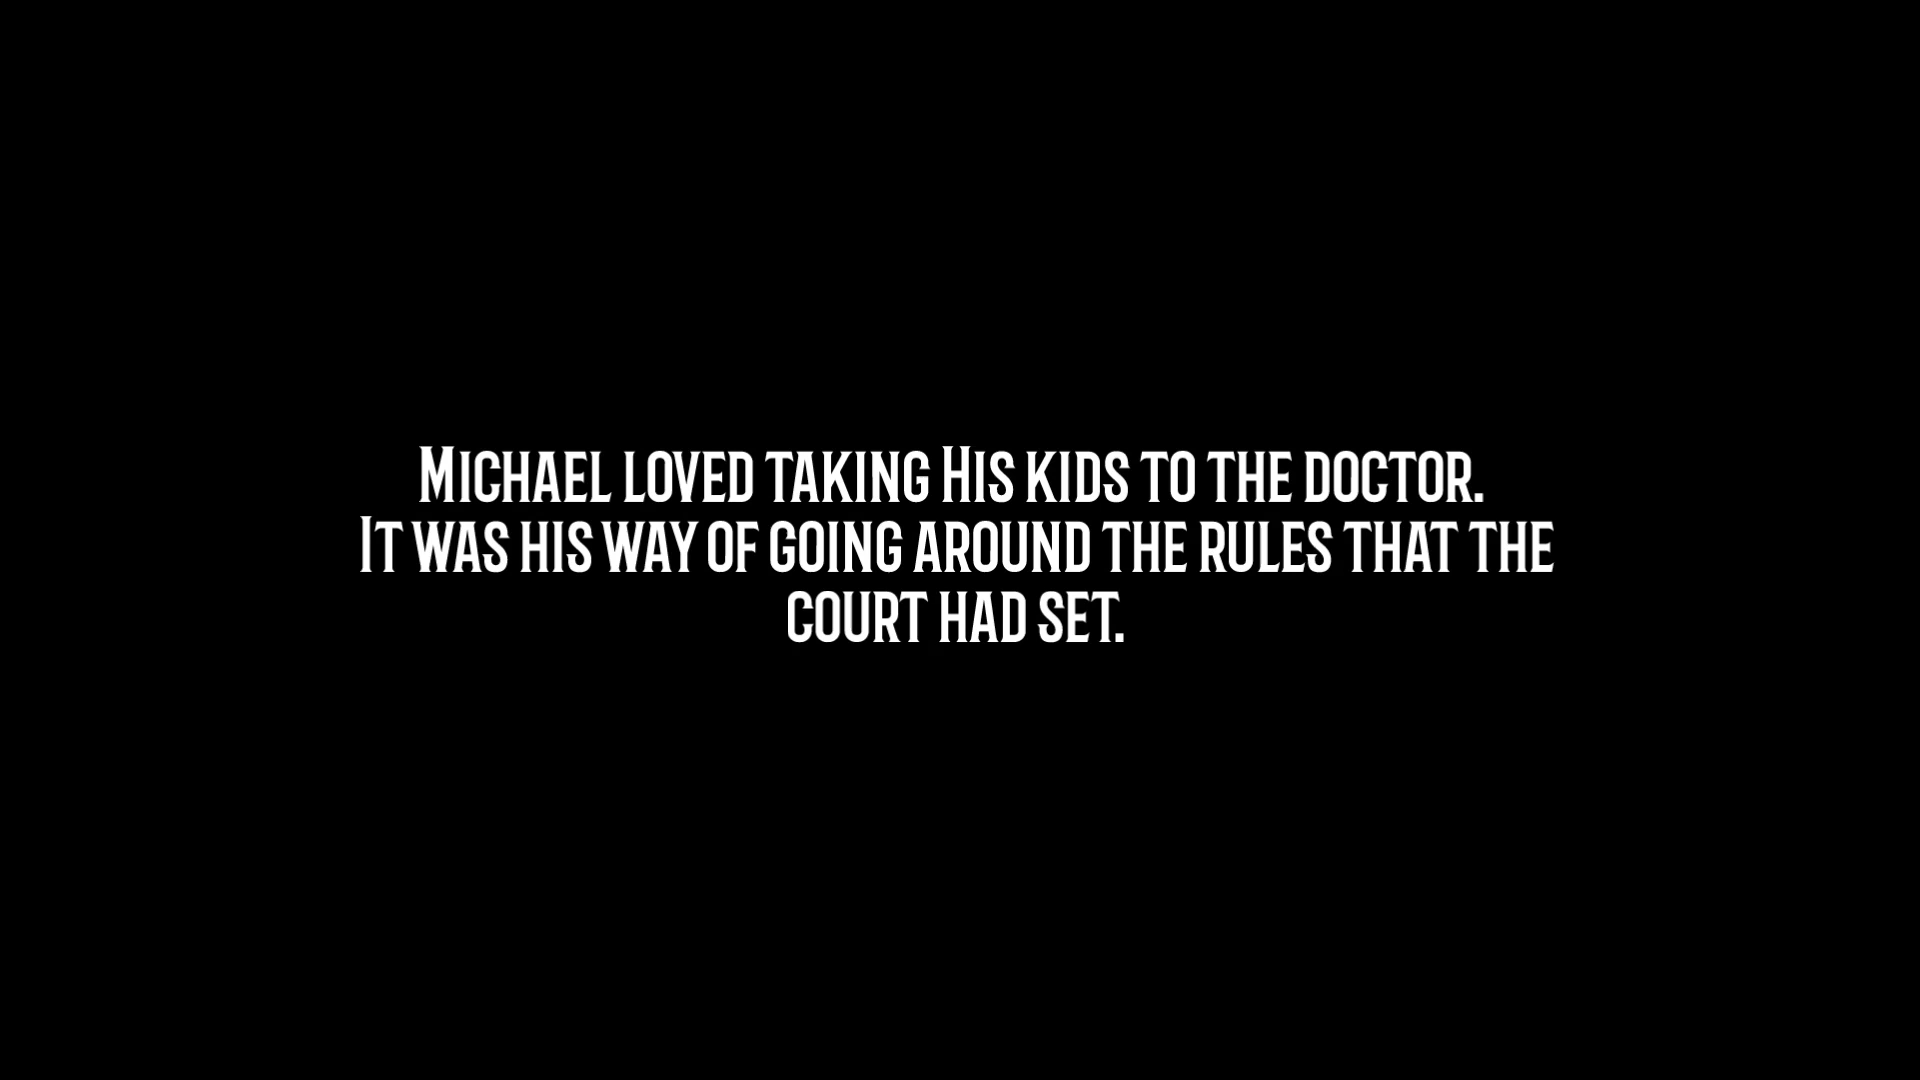 Michael loved taking His kids to the doctor.
It was his way of going around the rules that the
court had set.